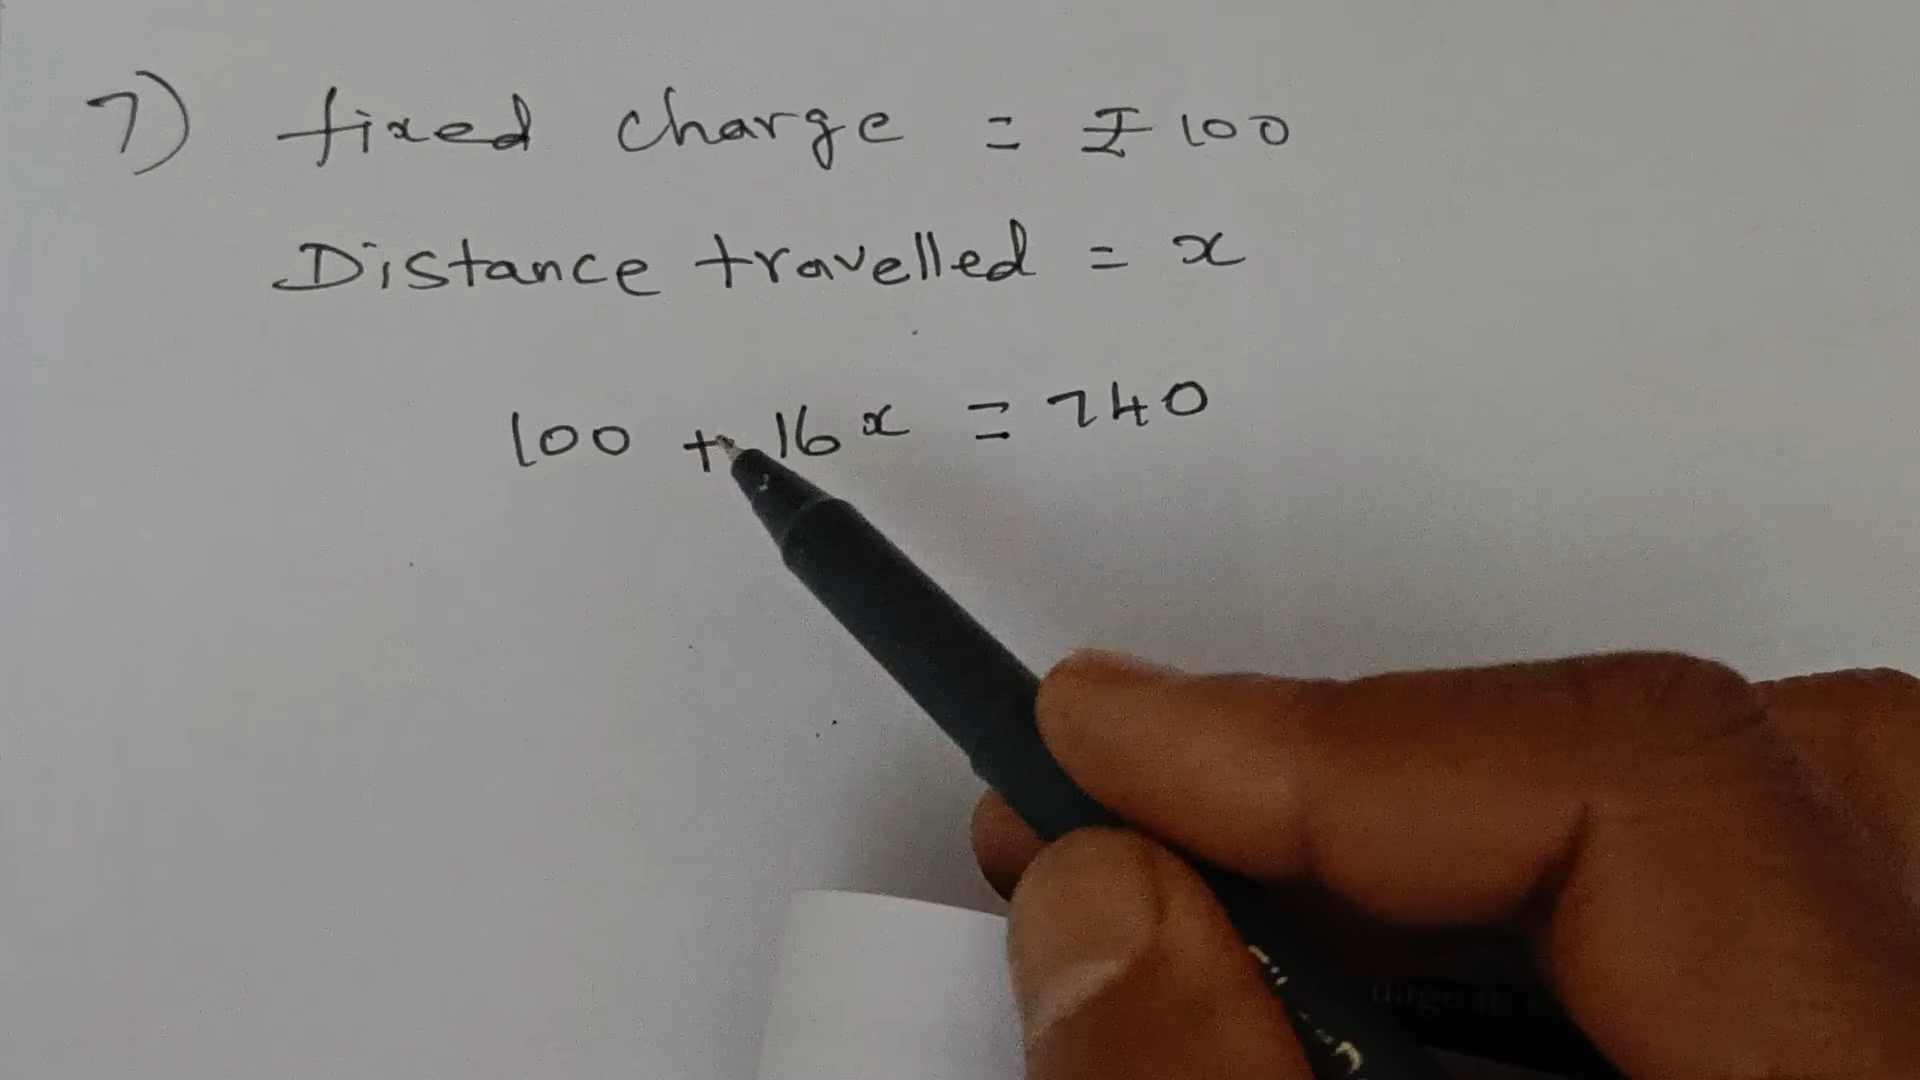 7) fixed charge = ₹ 100
Distance travelled = x
100 + 16x = 740